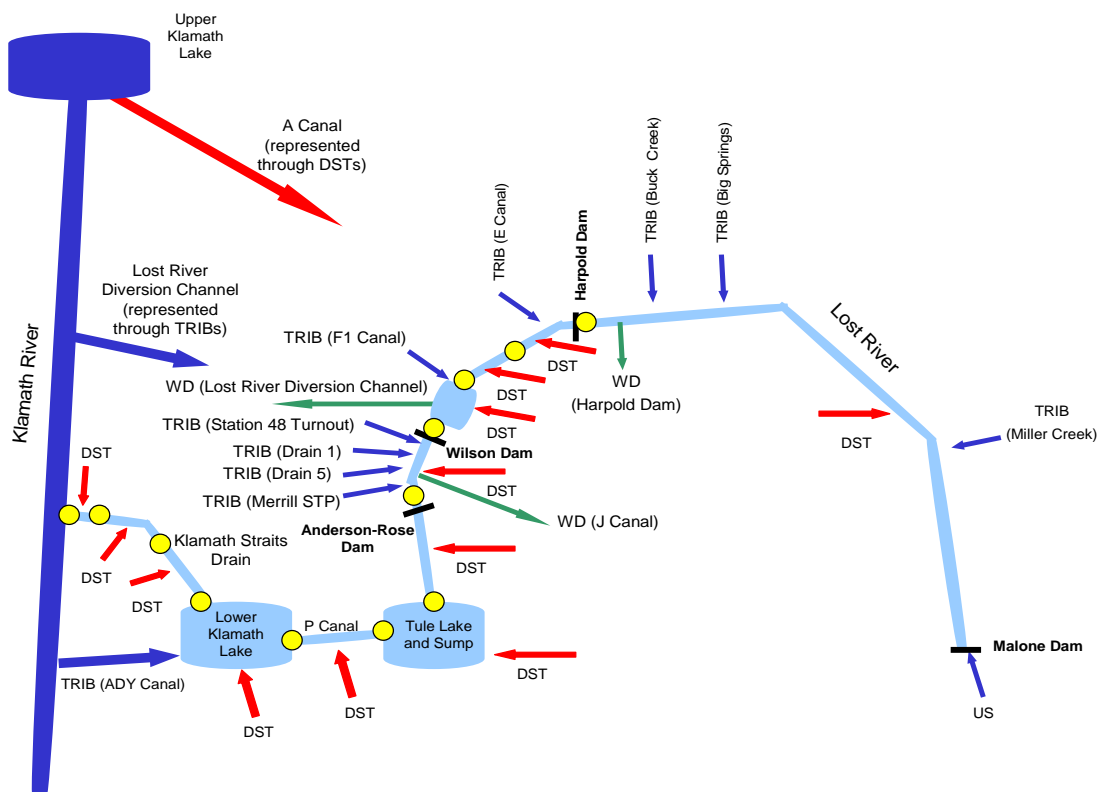 Upper
Klamath
Lake
A Canal
(represented
through DSTs)
TRIB (Buck Creek)
TRIB (Big Springs)
TRIB (E Canal)
Harpold Dam
Lost River
Diversion Channel
(represented
through TRIBs)
Klamath River
Lost River
TRIB (F1 Canal)
DST
WD
(Harpold Dam)
WD (Lost River Diversion Channel)
DST
DST
TRIB (Station 48 Turnout)
Wilson Dam
TRIB (Drain 1)
TRIB (Drain 5)
DST
TRIB (Merrill STP)
WD (J Canal)
Anderson-Rose
Dam
DST
TRIB
(Miller Creek)
DST
DST
Klamath Straits
Drain
DST
DST
Lower
Klamath
Lake
P Canal
Tule Lake
and Sump
DST
TRIB (ADY Canal)
DST
DST
Malone Dam
US